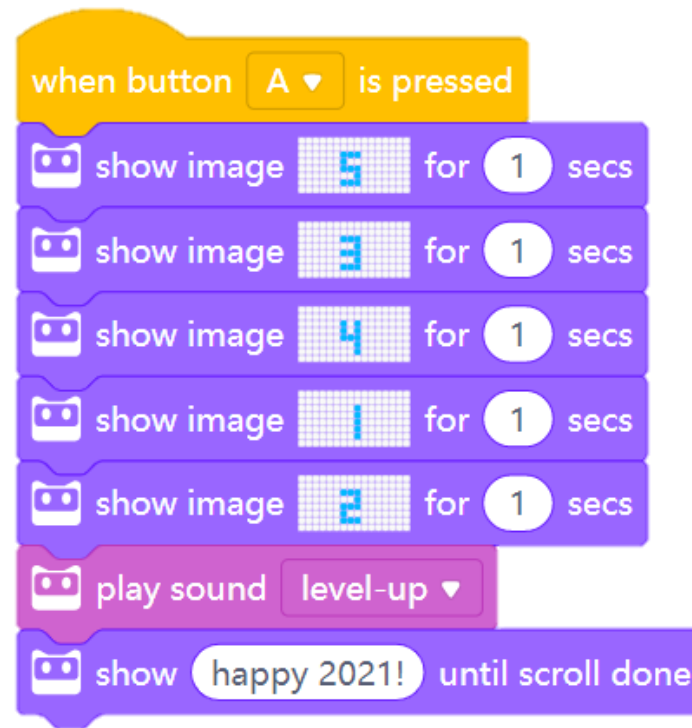 when button A is pressed
show image 5 for 1 secs
show image 3 for 1 secs
show image 4 for 1 secs
show image 1 for 1 secs
show image 2 for 1 secs
play sound level-up
show happy 2021! until scroll done